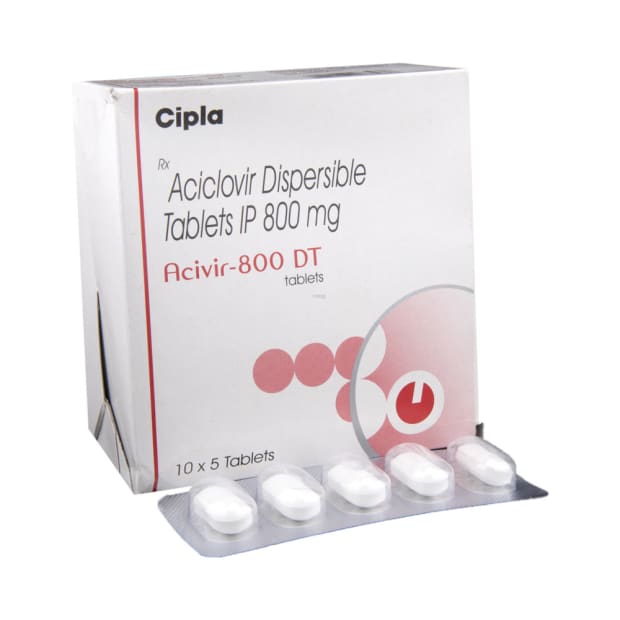 Cipla
Rx
Aciclovir Dispersible
Tablets IP 800 mg
Acivir-800 DT
tablets
10 x 5 Tablets